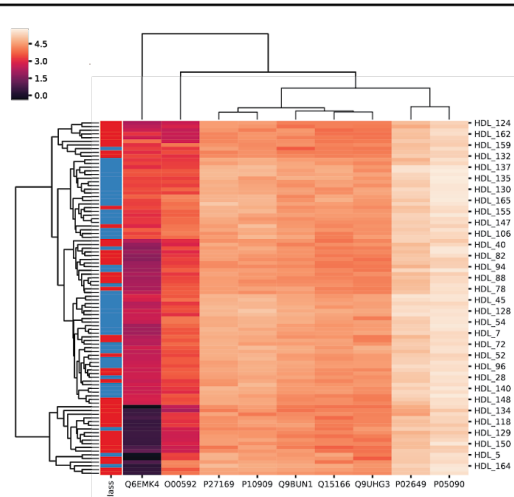 4.5
3.0
1.5
0.0
HDL_124
HDL_162
HDL_159
HDL_132
HDL_137
HDL_135
HDL_130
HDL_165
HDL_155
HDL_147
HDL_106
HDL_40
HDL_82
HDL_94
HDL_88
HDL_78
HDL_45
HDL_128
HDL_54
HDL_7
HDL_72
HDL_52
HDL_96
HDL_28
HDL_140
HDL_148
HDL_134
HDL_118
HDL_129
HDL_150
HDL_5
HDL_164
lass
Q6EMK4 O00592 P27169 P10909 Q9BUN1 Q15166 Q9UHG3 P02649 P05090